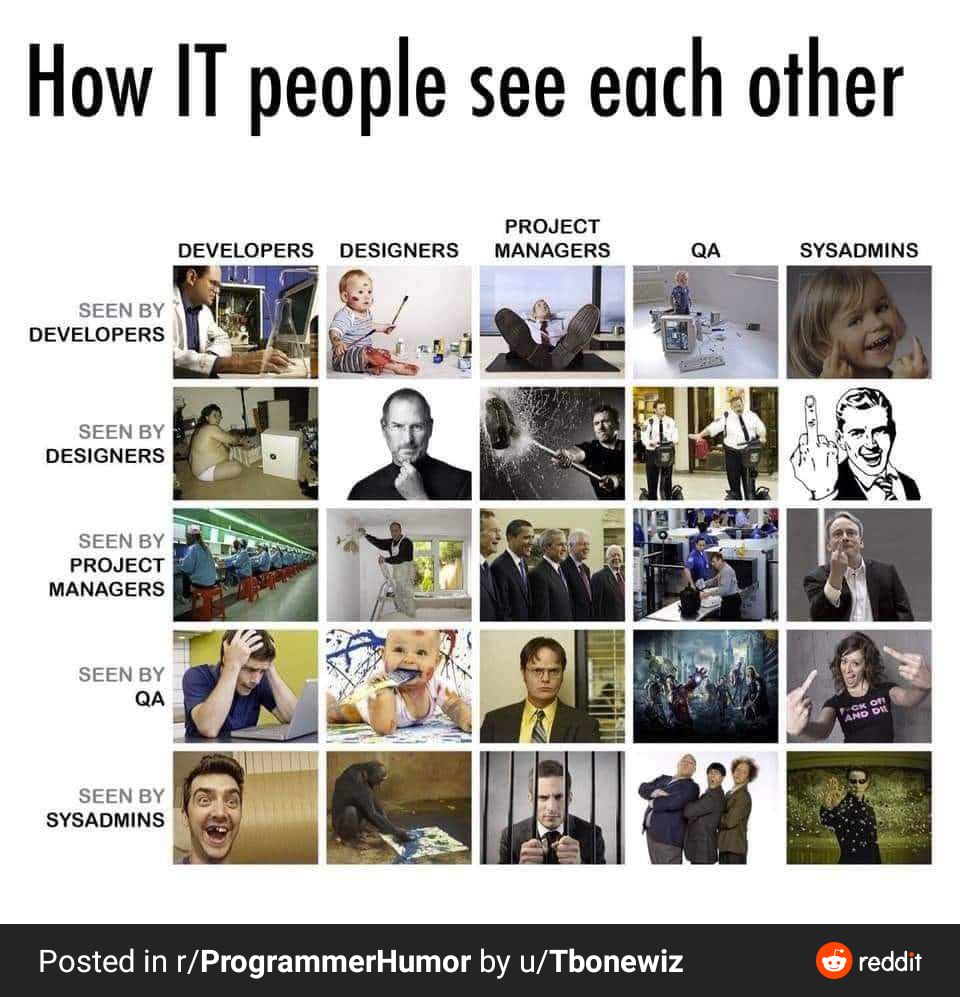 How IT people see each other
PROJECT
DEVELOPERS DESIGNERS MANAGERS QA SYSADMINS
SEEN BY
DEVELOPERS
SEEN BY
DESIGNERS
SEEN BY
PROJECT
MANAGERS
SEEN BY
QA
F*CK OFF
AND DIE
SEEN BY
SYSADMINS
Posted in r/ProgrammerHumor by u/Tbonewiz
reddit